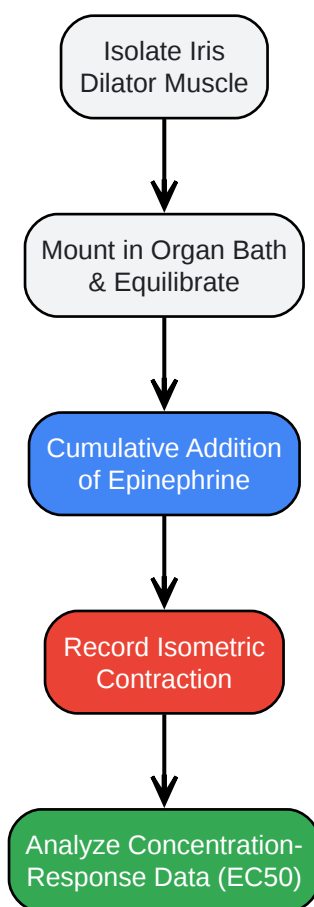 Isolate Iris
Dilator Muscle
Mount in Organ Bath
& Equilibrate
Cumulative Addition
of Epinephrine
Record Isometric
Contraction
Analyze Concentration-
Response Data (EC50)